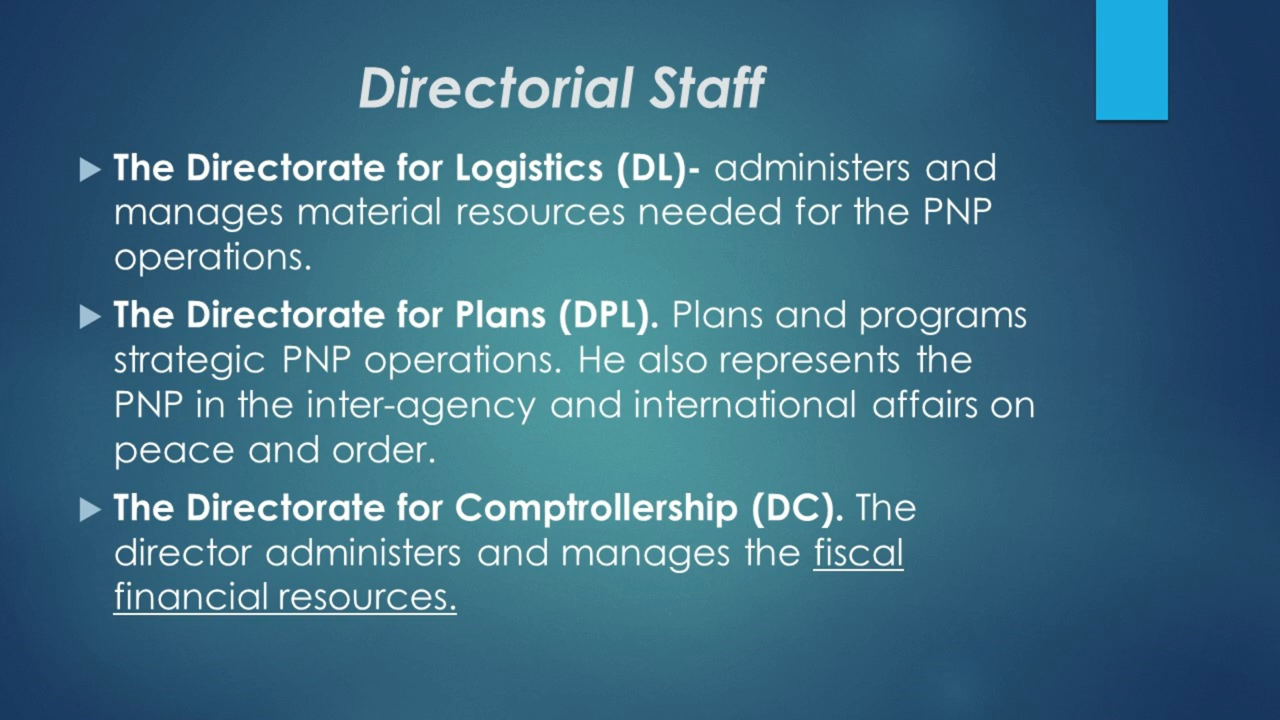 Directorial Staff
The Directorate for Logistics (DL)- administers and
manages material resources needed for the PNP
operations.
The Directorate for Plans (DPL). Plans and programs
strategic PNP operations. He also represents the
PNP in the inter-agency and international affairs on
peace and order.
The Directorate for Comptrollership (DC). The
director administers and manages the fiscal
financial resources.